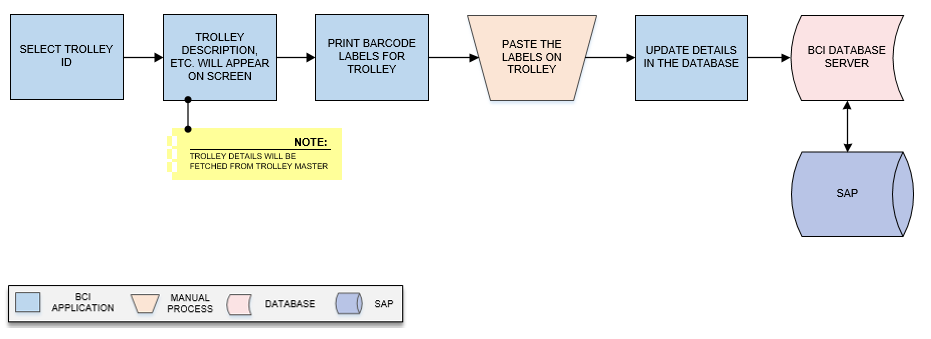 SELECT TROLLEY
ID
TROLLEY
DESCRIPTION,
ETC. WILL APPEAR
ON SCREEN
PRINT BARCODE
LABELS FOR
TROLLEY
PASTE THE
LABELS ON
TROLLEY
UPDATE DETAILS
IN THE DATABASE
BCI DATABASE
SERVER
NOTE:
TROLLEY DETAILS WILL BE
FETCHED FROM TROLLEY MASTER
SAP
BCI
APPLICATION
MANUAL
PROCESS
DATABASE
SAP